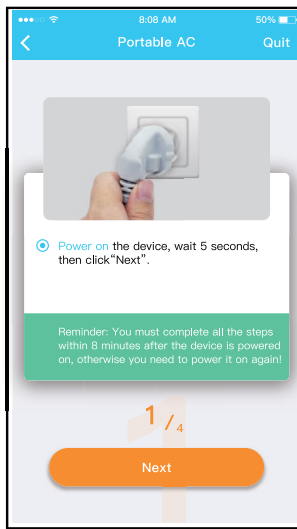 8:08 AM 50%
Portable AC Quit
Power on the device, wait 5 seconds,
then click“Next”.
Reminder: You must complete all the steps
within 8 minutes after the device is powered
on, otherwise you need to power it on again!
1/4
Next